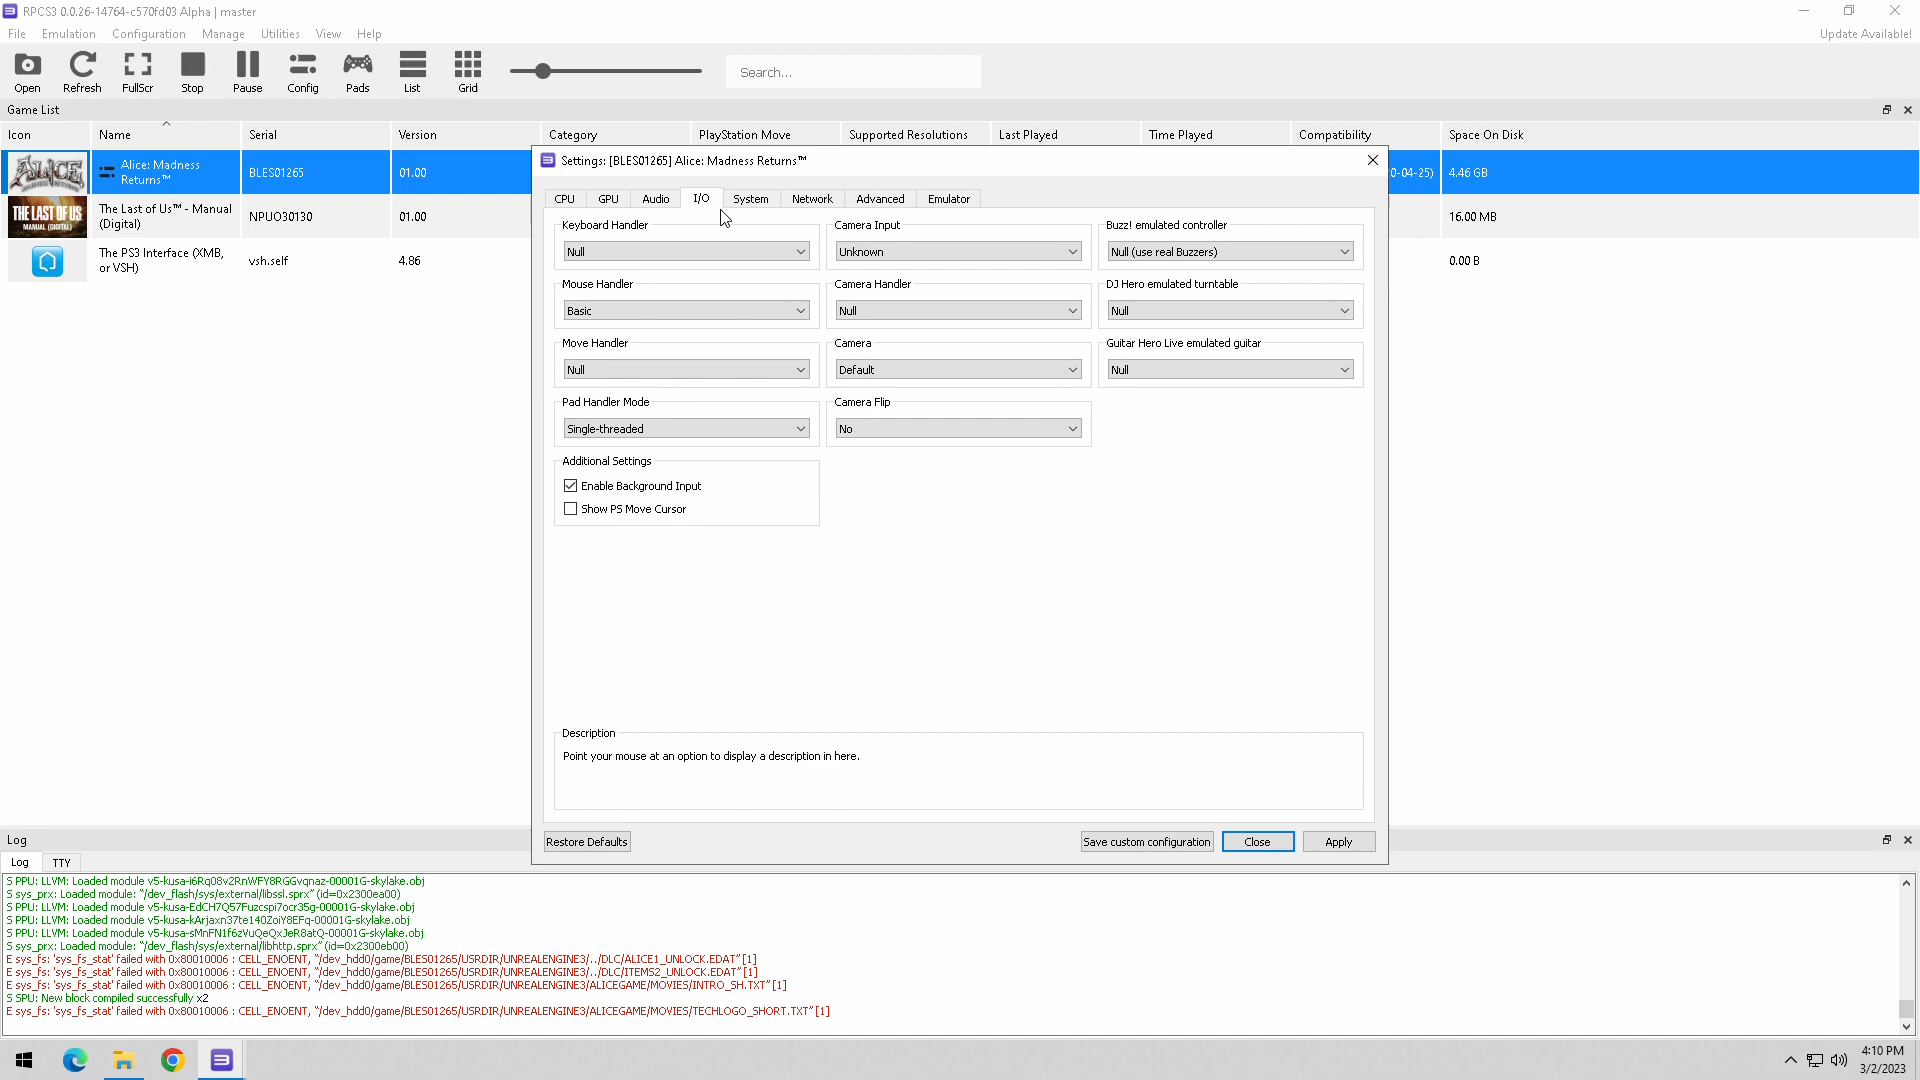 RPCS3 0.0.26-14764-c570fd03 Alpha | master
File Emulation Configuration Manage Utilities View Help Update Available!
Open Refresh FullScr Stop Pause Config Pads List Grid Search...
Game List
Icon Name Serial Version Category PlayStation Move Supported Resolutions Last Played Time Played Compatibility Space On Disk
ALICE Alice: Madness Returns™ BLES01265 01.00 0-04-25) 4.46 GB
THE LAST OF US MANUAL (DIGITAL) The Last of Us™ - Manual (Digital) NPUO30130 01.00 16.00 MB
The PS3 Interface (XMB, or VSH) vsh.self 4.86 0.00 B
Settings: [BLES01265] Alice: Madness Returns™
CPU GPU Audio I/O System Network Advanced Emulator
Keyboard Handler Camera Input Buzz! emulated controller
Null Unknown Null (use real Buzzers)
Mouse Handler Camera Handler DJ Hero emulated turntable
Basic Null Null
Move Handler Camera Guitar Hero Live emulated guitar
Null Default Null
Pad Handler Mode Camera Flip
Single-threaded No
Additional Settings
Enable Background Input
Show PS Move Cursor
Description
Point your mouse at an option to display a description in here.
Restore Defaults Save custom configuration Close Apply
Log
Log TTY
S PPU: LLVM: Loaded module v5-kusa-i6Rq08v2RnWFY8RGGvqnaz-00001G-skylake.obj
S sys_prx: Loaded module: "/dev_flash/sys/external/libssl.sprx" (id=0x2300ea00)
S PPU: LLVM: Loaded module v5-kusa-EdCH7Q57Fuzcspi7ocr35g-00001G-skylake.obj
S PPU: LLVM: Loaded module v5-kusa-kArjaxn37te140ZoiY8EFq-00001G-skylake.obj
S PPU: LLVM: Loaded module v5-kusa-sMnFN1f6zVuQeQxJeR8atQ-00001G-skylake.obj
S sys_prx: Loaded module: "/dev_flash/sys/external/libhttp.sprx" (id=0x2300eb00)
E sys_fs: 'sys_fs_stat' failed with 0x80010006 : CELL_ENOENT, "/dev_hdd0/game/BLES01265/USRDIR/UNREALENGINE3/../DLC/ALICE1_UNLOCK.EDAT" [1]
E sys_fs: 'sys_fs_stat' failed with 0x80010006 : CELL_ENOENT, "/dev_hdd0/game/BLES01265/USRDIR/UNREALENGINE3/../DLC/ITEMS2_UNLOCK.EDAT" [1]
E sys_fs: 'sys_fs_stat' failed with 0x80010006 : CELL_ENOENT, "/dev_hdd0/game/BLES01265/USRDIR/UNREALENGINE3/ALICEGAME/MOVIES/INTRO_SH.TXT" [1]
S SPU: New block compiled successfully x2
E sys_fs: 'sys_fs_stat' failed with 0x80010006 : CELL_ENOENT, "/dev_hdd0/game/BLES01265/USRDIR/UNREALENGINE3/ALICEGAME/MOVIES/TECHLOGO_SHORT.TXT" [1]
4:10 PM
3/2/2023